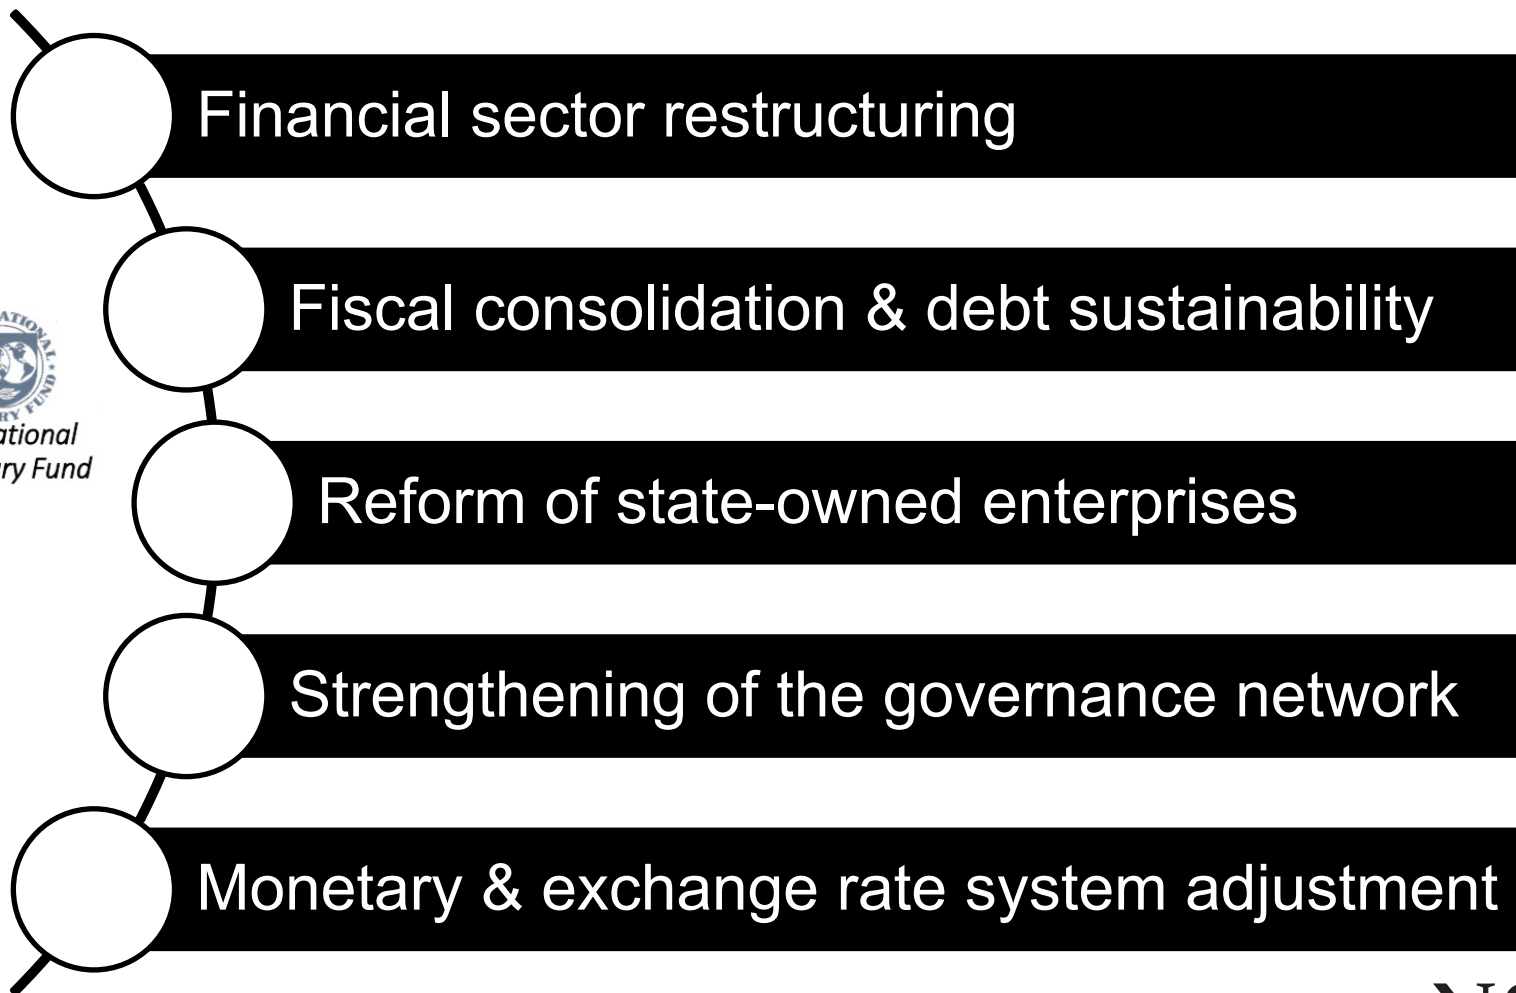 Financial sector restructuring
Fiscal consolidation & debt sustainability
Reform of state-owned enterprises
Strengthening of the governance network
Monetary & exchange rate system adjustment
Fund